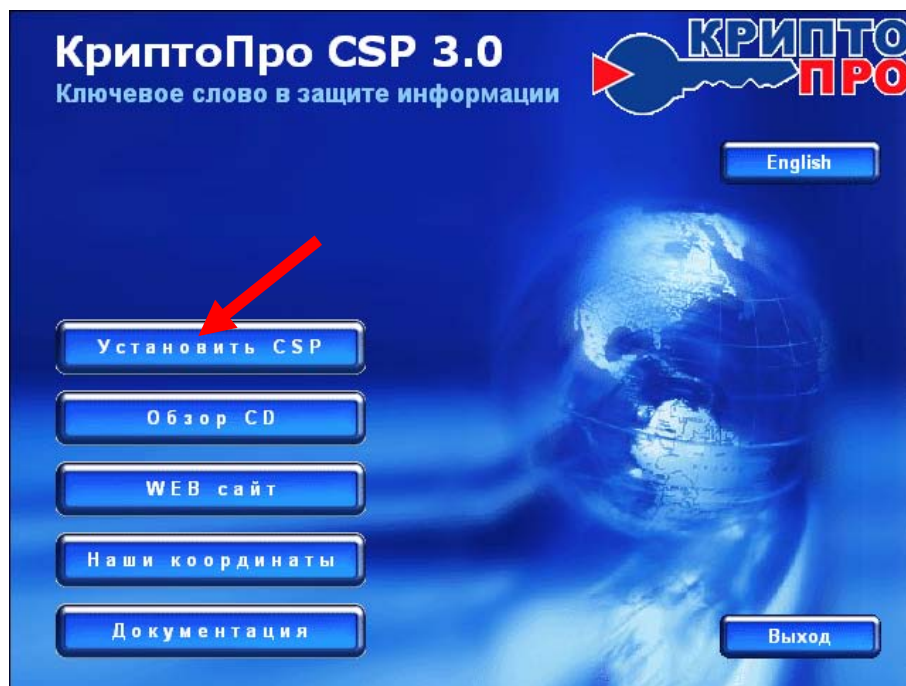 КриптоПро CSP 3.0
Ключевое слово в защите информации
КРИПТО
ПРО
English
Установить CSP
Обзор CD
WEB сайт
Наши координаты
Документация
Выход